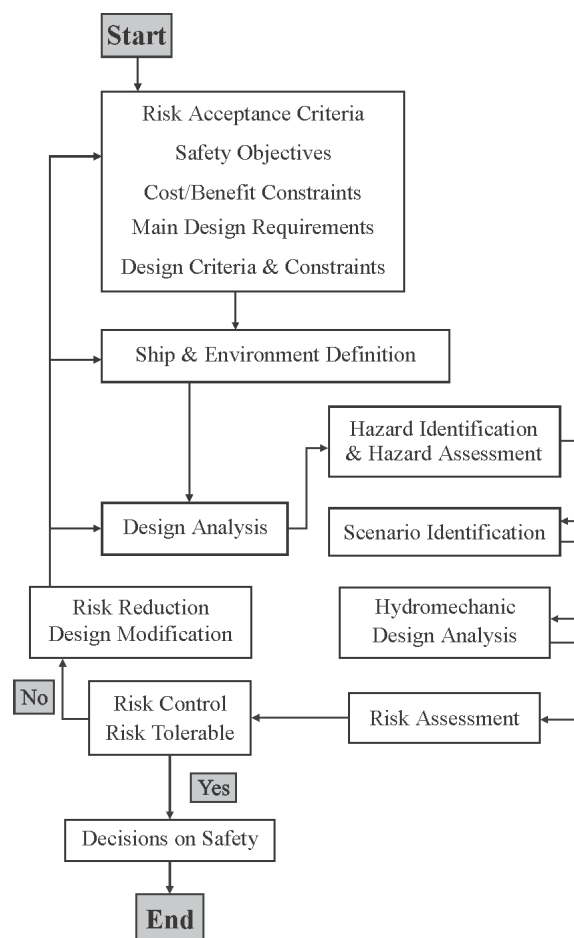 Start
Risk Acceptance Criteria
Safety Objectives
Cost/Benefit Constraints
Main Design Requirements
Design Criteria & Constraints
Ship & Environment Definition
Hazard Identification
& Hazard Assessment
Design Analysis
Scenario Identification
Risk Reduction
Design Modification
Hydromechanic
Design Analysis
No
Risk Control
Risk Tolerable
Risk Assessment
Yes
Decisions on Safety
End